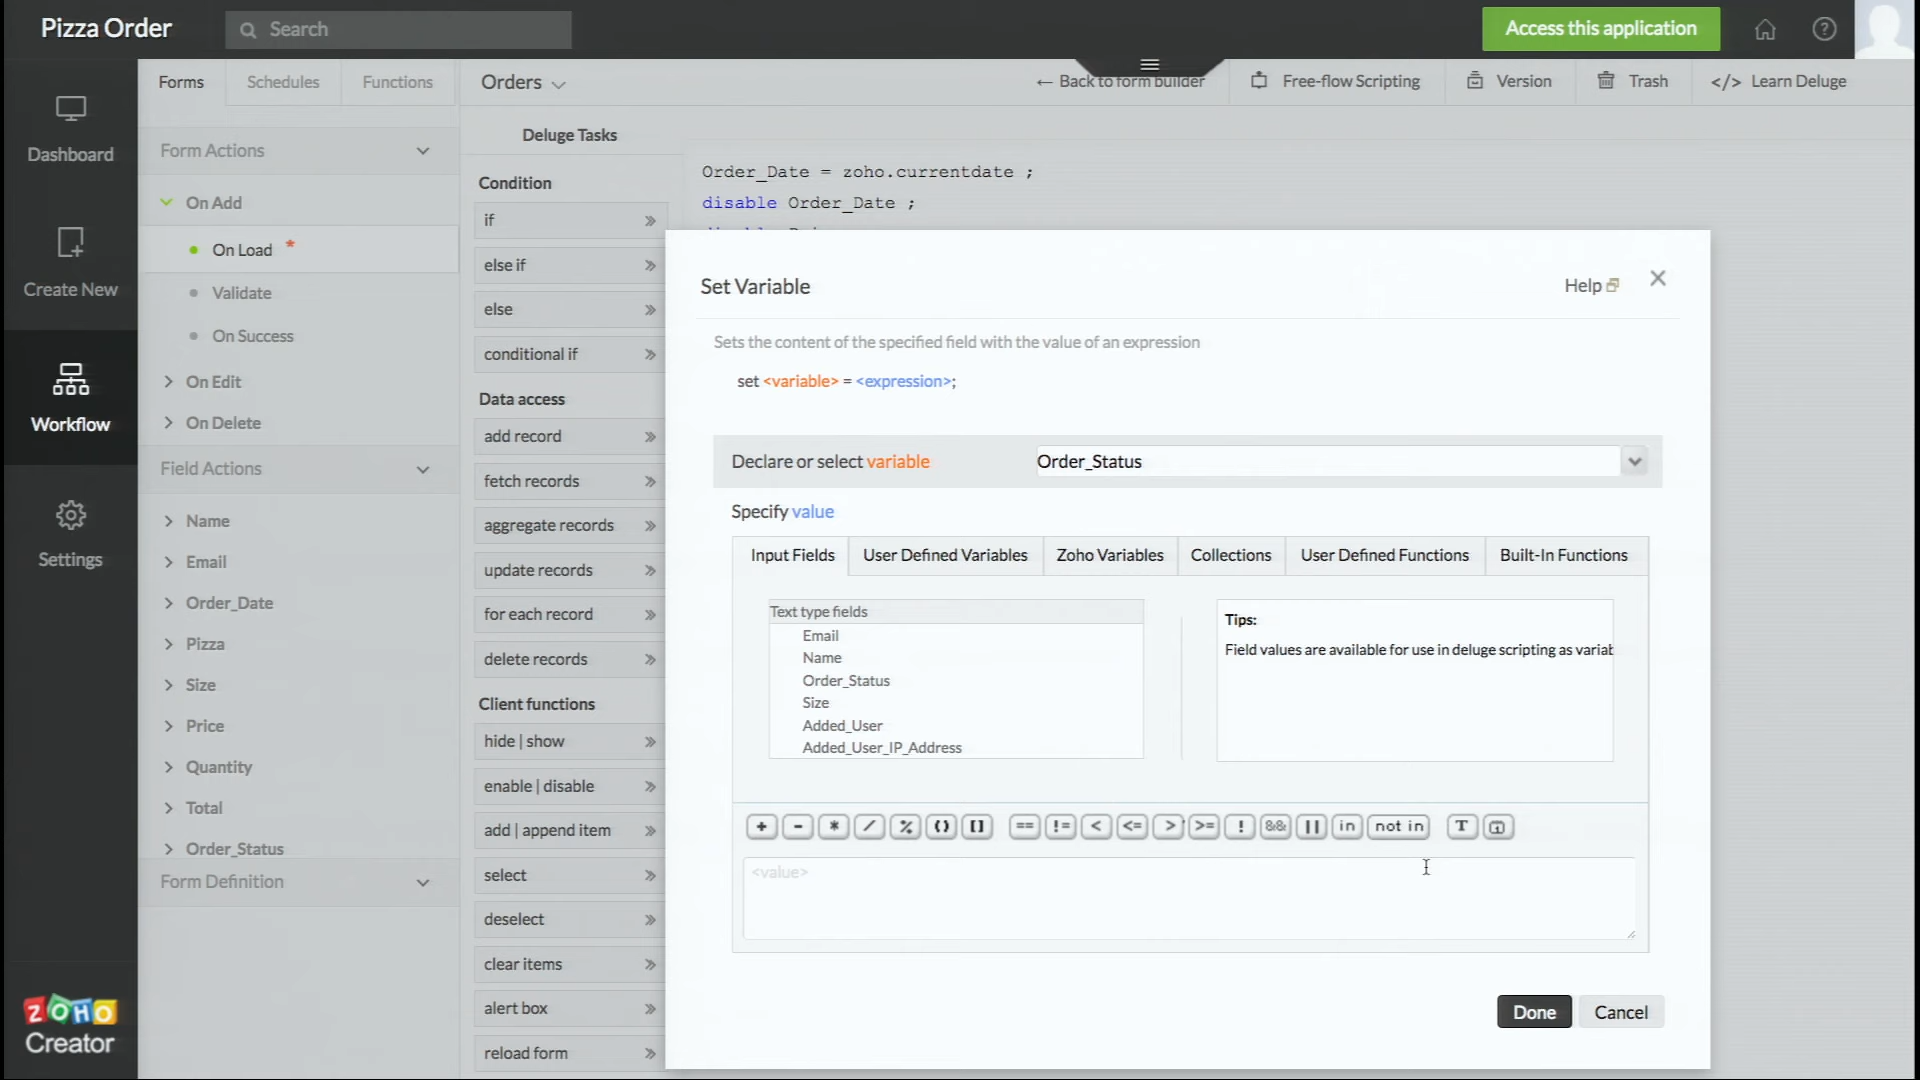 Pizza Order
Search
Access this application
Dashboard
Create New
Workflow
Settings
ZOHO
Creator
Forms
Schedules
Functions
Form Actions
On Add
On Load *
Validate
On Success
On Edit
On Delete
Field Actions
Name
Email
Order_Date
Pizza
Size
Price
Quantity
Total
Order_Status
Form Definition
Orders
← Back to form builder
Free-flow Scripting
Version
Trash
</> Learn Deluge
Deluge Tasks
Condition
if
else if
else
conditional if
Data access
add record
fetch records
aggregate records
update records
for each record
delete records
Client functions
hide | show
enable | disable
add | append item
select
deselect
clear items
alert box
reload form
Order_Date = zoho.currentdate ;
disable Order_Date ;
Set Variable
Help
Sets the content of the specified field with the value of an expression
set <variable> = <expression>;
Declare or select variable
Order_Status
Specify value
Input Fields
User Defined Variables
Zoho Variables
Collections
User Defined Functions
Built-In Functions
Text type fields
Email
Name
Order_Status
Size
Added_User
Added_User_IP_Address
Tips:
Field values are available for use in deluge scripting as variab
+ - * / % () [] == != < <= > >= ! && || in not in T
<value>
Done
Cancel